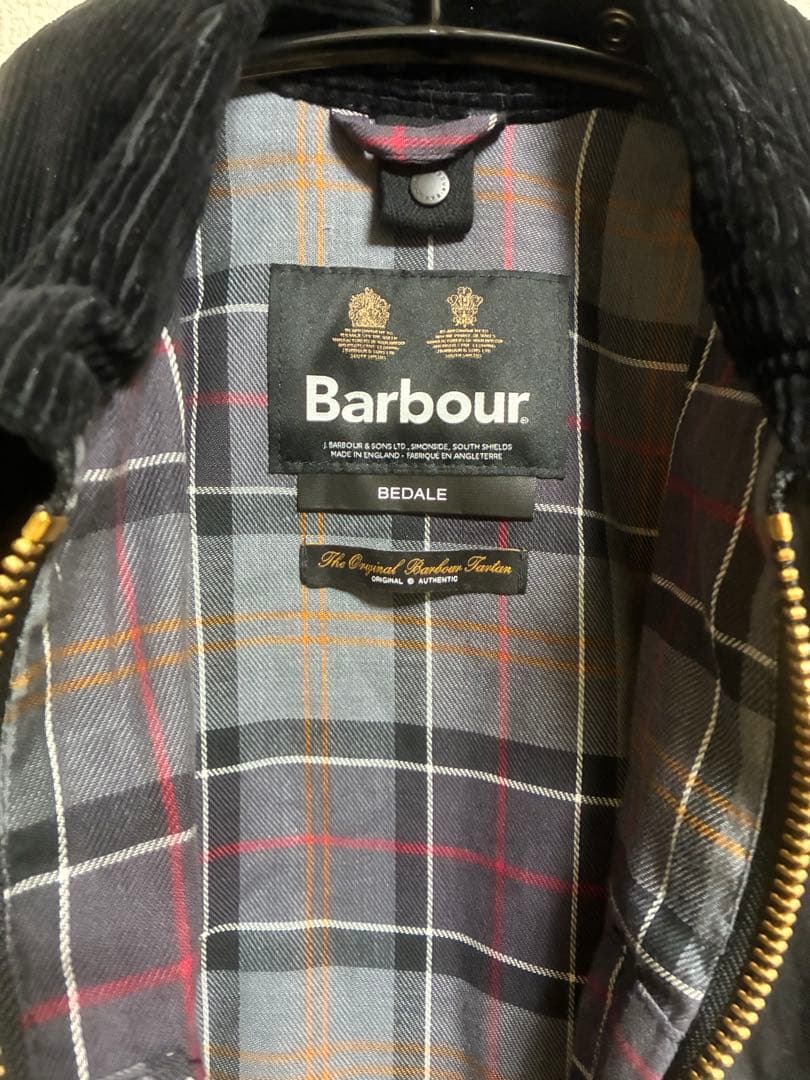 Barbour
J. BARBOUR & SONS LTD., SIMONSIDE, SOUTH SHIELDS
MADE IN ENGLAND - FABRIQUÉ EN ANGLETERRE
BEDALE
The Original Barbour Tartan
ORIGINAL & AUTHENTIC